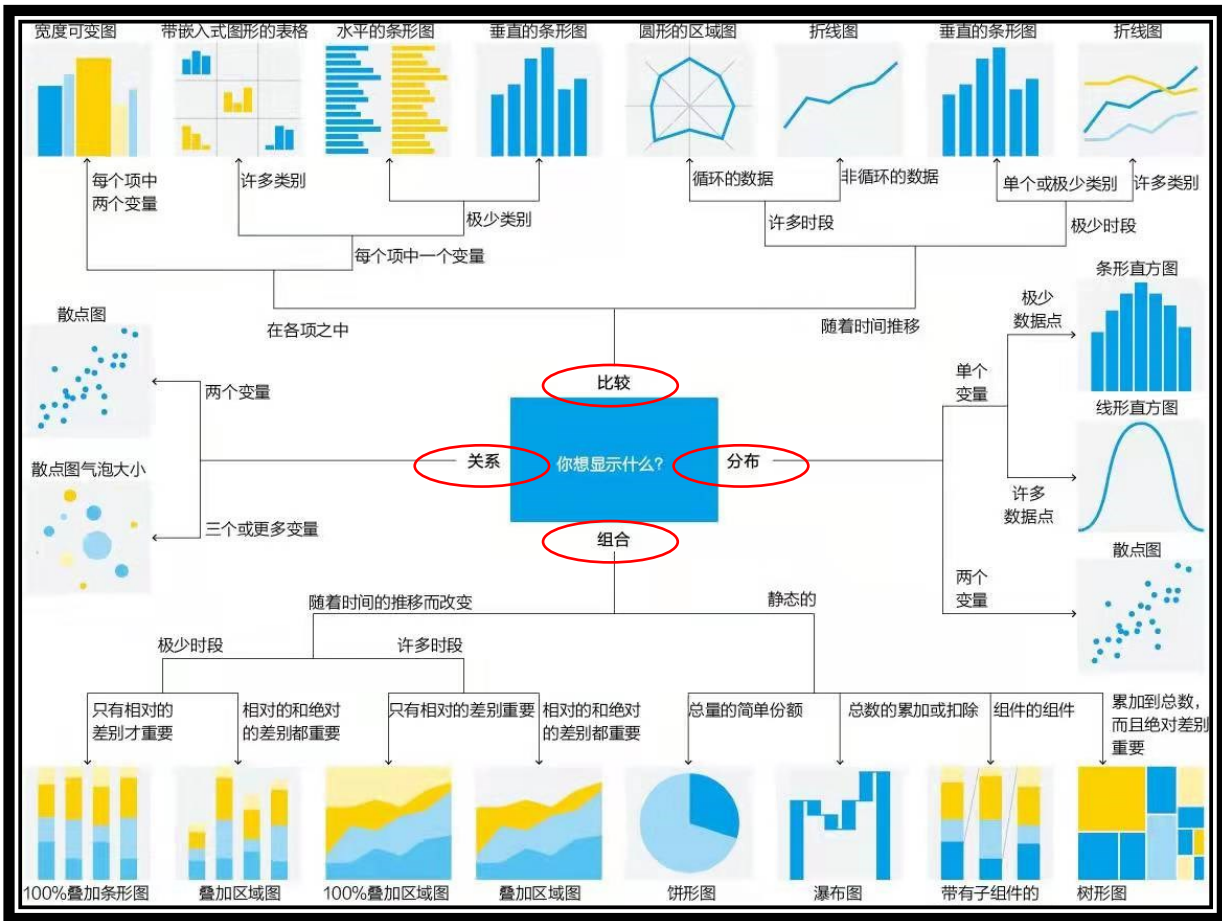 宽度可变图
带嵌入式图形的表格
水平的条形图
垂直的条形图
圆形的区域图
折线图
垂直的条形图
折线图
每个项中
两个变量
许多类别
极少类别
循环的数据
非循环的数据
单个或极少类别
许多类别
许多时段
极少时段
每个项中一个变量
在各项之中
随着时间推移
比较
散点图
两个变量
散点图气泡大小
三个或更多变量
关系
你想显示什么?
分布
条形直方图
极少
数据点
单个
变量
线形直方图
许多
数据点
散点图
两个
变量
组合
随着时间的推移而改变
静态的
极少时段
许多时段
只有相对的
差别才重要
相对的和绝对
的差别都重要
只有相对的差别重要
相对的和绝对
的差别都重要
总量的简单份额
总数的累加或扣除
组件的组件
累加到总数，
而且绝对差别
重要
100%叠加条形图
叠加区域图
100%叠加区域图
叠加区域图
饼形图
瀑布图
带有子组件的
树形图